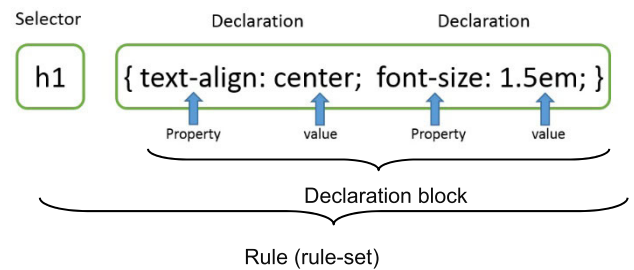 Selector Declaration Declaration
h1 { text-align: center; font-size: 1.5em; }
Property value Property value
Declaration block
Rule (rule-set)